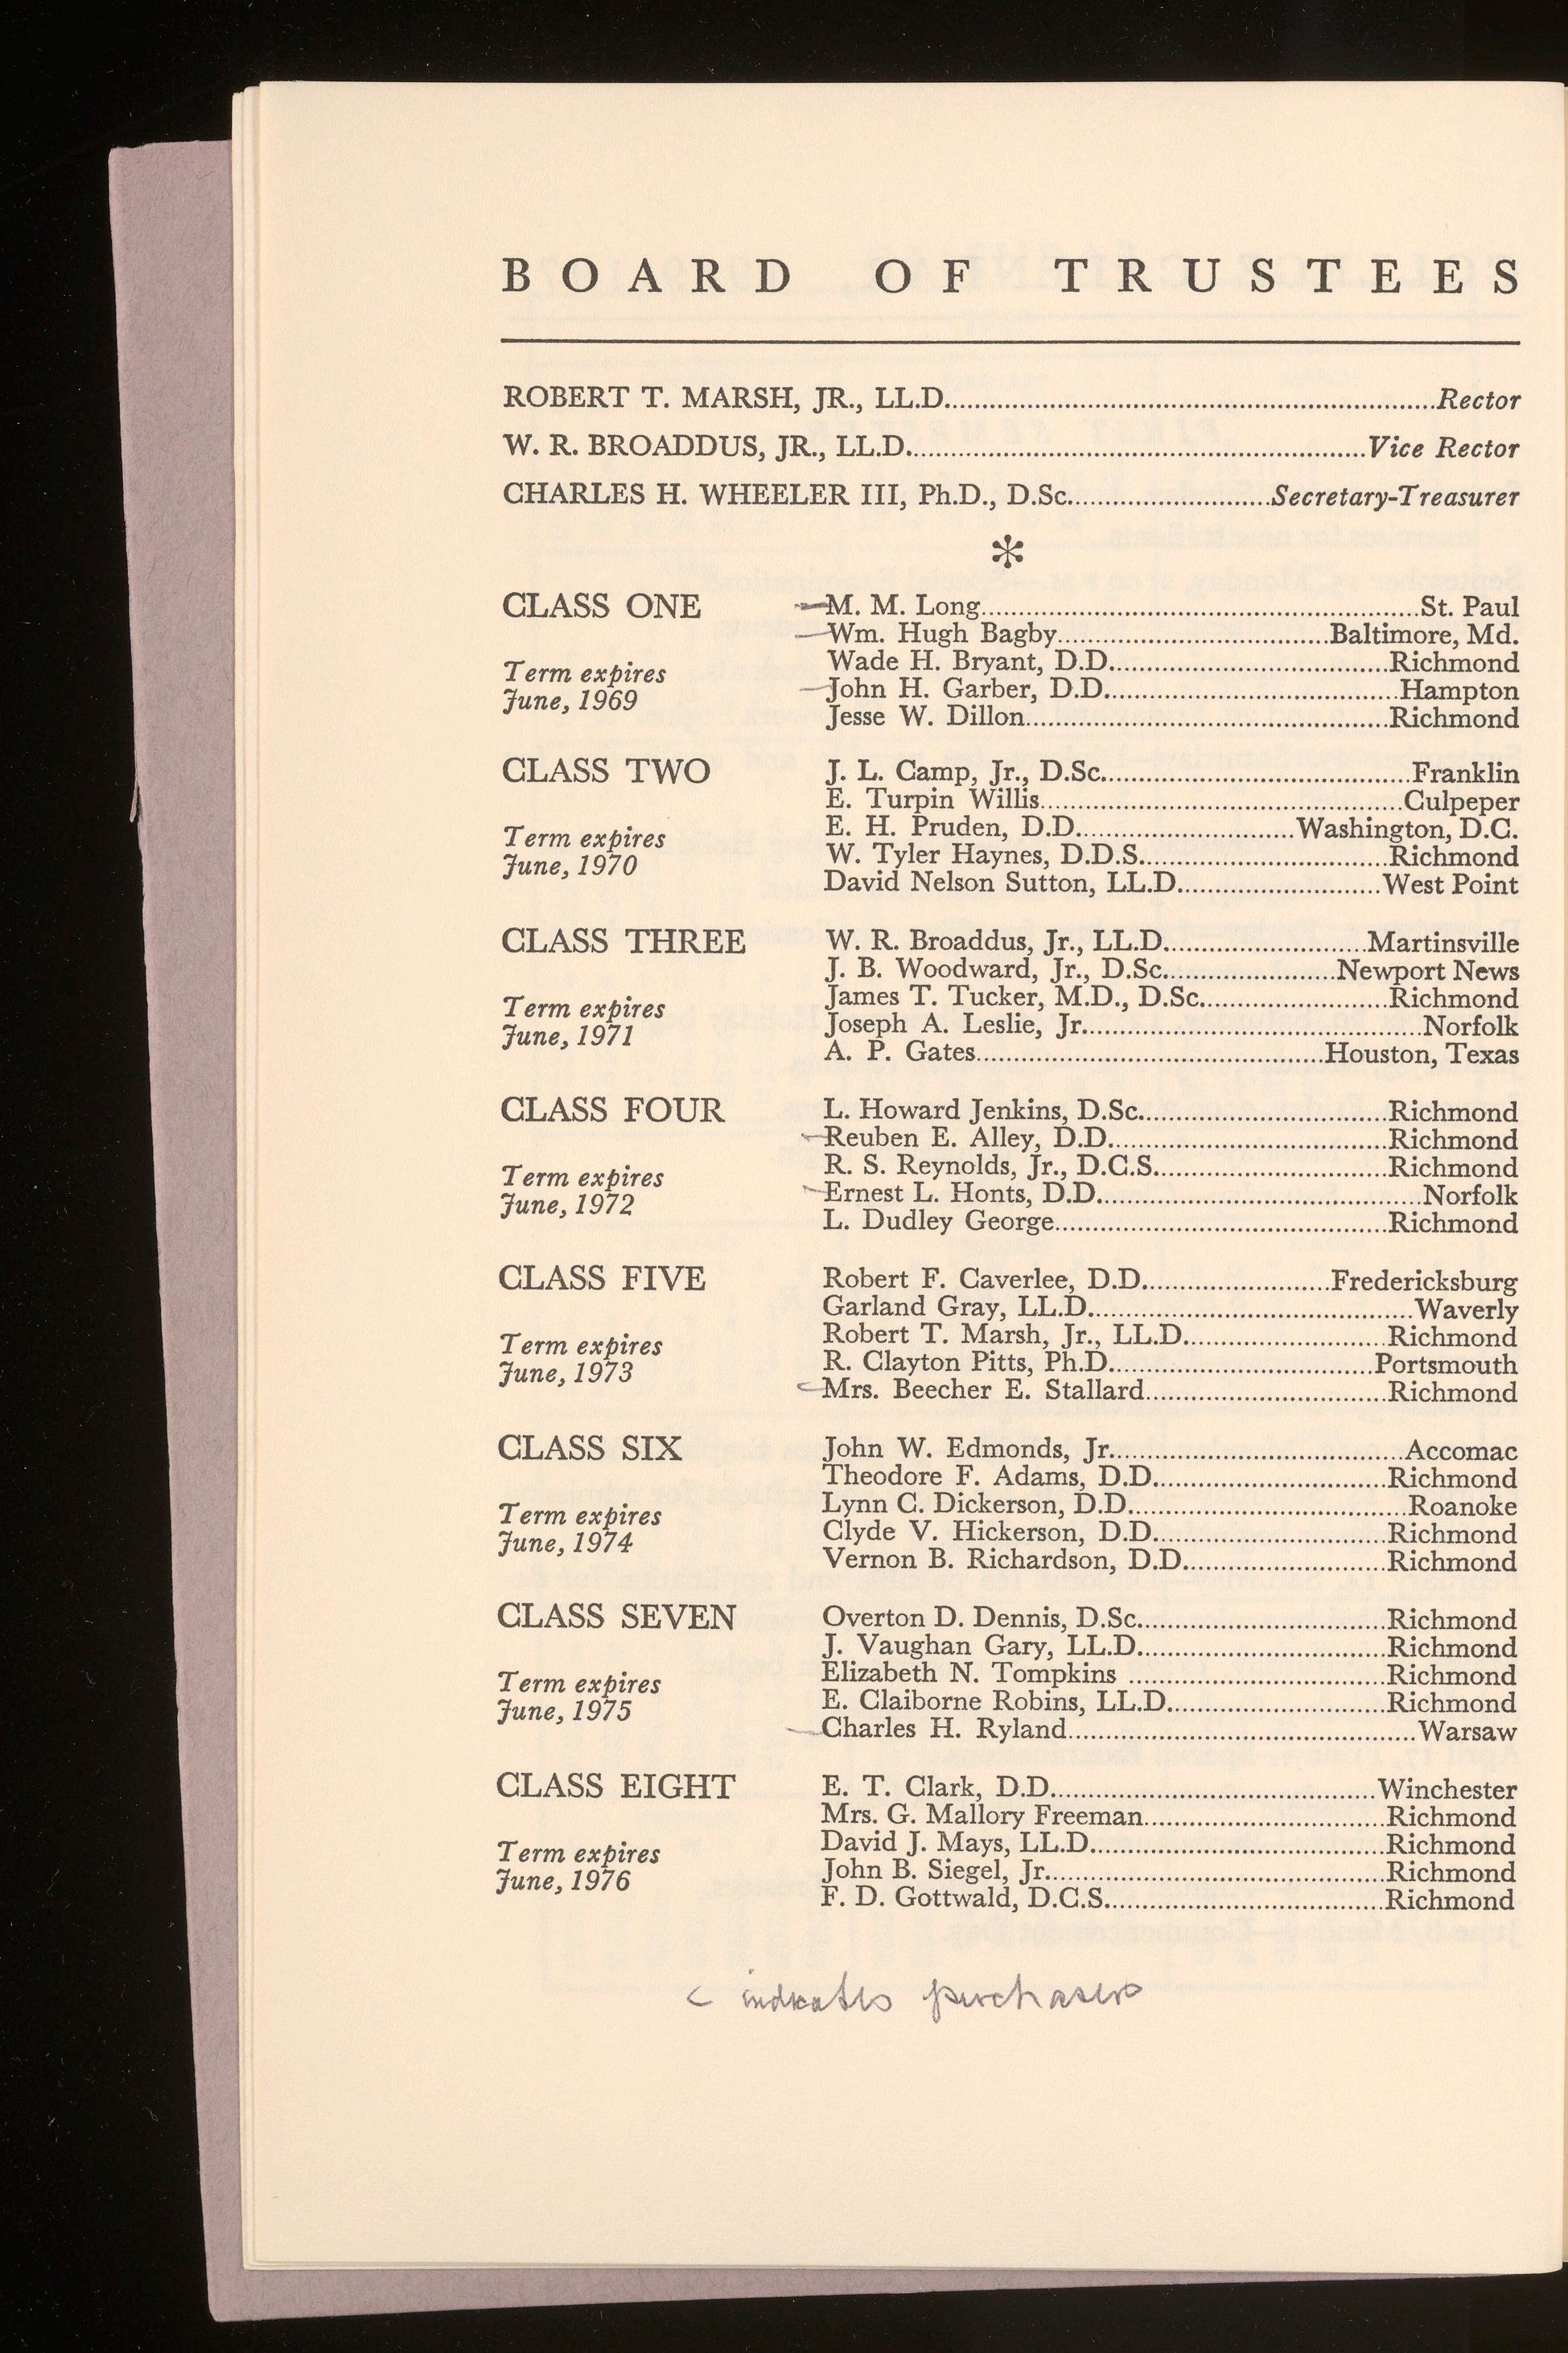 BOARD OF TRUSTEES
ROBERT T. MARSH, JR., LL.D. Rector
W. R. BROADDUS, JR., LL.D. Vice Rector
CHARLES H. WHEELER III, Ph.D., D.Sc. Secretary-Treasurer
*
CLASS ONE
Term expires
June, 1969
M. M. Long St. Paul
Wm. Hugh Bagby Baltimore, Md.
Wade H. Bryant, D.D. Richmond
John H. Garber, D.D. Hampton
Jesse W. Dillon Richmond
CLASS TWO
Term expires
June, 1970
J. L. Camp, Jr., D.Sc. Franklin
E. Turpin Willis Culpeper
E. H. Pruden, D.D. Washington, D.C.
W. Tyler Haynes, D.D.S. Richmond
David Nelson Sutton, LL.D. West Point
CLASS THREE
Term expires
June, 1971
W. R. Broaddus, Jr., LL.D. Martinsville
J. B. Woodward, Jr., D.Sc. Newport News
James T. Tucker, M.D., D.Sc. Richmond
Joseph A. Leslie, Jr. Norfolk
A. P. Gates Houston, Texas
CLASS FOUR
Term expires
June, 1972
L. Howard Jenkins, D.Sc. Richmond
Reuben E. Alley, D.D. Richmond
R. S. Reynolds, Jr., D.C.S. Richmond
Ernest L. Honts, D.D. Norfolk
L. Dudley George Richmond
CLASS FIVE
Term expires
June, 1973
Robert F. Caverlee, D.D. Fredericksburg
Garland Gray, LL.D. Waverly
Robert T. Marsh, Jr., LL.D. Richmond
R. Clayton Pitts, Ph.D. Portsmouth
Mrs. Beecher E. Stallard Richmond
CLASS SIX
Term expires
June, 1974
John W. Edmonds, Jr. Accomac
Theodore F. Adams, D.D. Richmond
Lynn C. Dickerson, D.D. Roanoke
Clyde V. Hickerson, D.D. Richmond
Vernon B. Richardson, D.D. Richmond
CLASS SEVEN
Term expires
June, 1975
Overton D. Dennis, D.Sc. Richmond
J. Vaughan Gary, LL.D. Richmond
Elizabeth N. Tompkins Richmond
E. Claiborne Robins, LL.D. Richmond
Charles H. Ryland Warsaw
CLASS EIGHT
Term expires
June, 1976
E. T. Clark, D.D. Winchester
Mrs. G. Mallory Freeman Richmond
David J. Mays, LL.D. Richmond
John B. Siegel, Jr. Richmond
F. D. Gottwald, D.C.S. Richmond
indicates purchasers